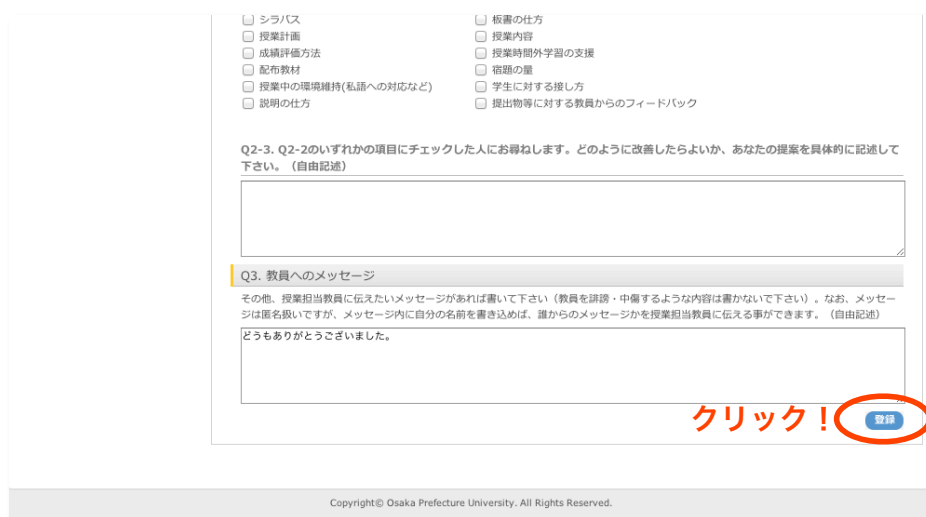 シラバス 板書の仕方
授業計画 授業内容
成績評価方法 授業時間外学習の支援
配布教材 宿題の量
授業中の環境維持(私語への対応など) 学生に対する接し方
説明の仕方 提出物等に対する教員からのフィードバック
Q2-3. Q2-2のいずれかの項目にチェックした人にお尋ねします。どのように改善したらよいか、あなたの提案を具体的に記述して
下さい。（自由記述）
Q3. 教員へのメッセージ
その他、授業担当教員に伝えたいメッセージがあれば書いて下さい（教員を誹謗・中傷するような内容は書かないで下さい）。なお、メッセー
ジは匿名扱いですが、メッセージ内に自分の名前を書き込めば、誰からのメッセージかを授業担当教員に伝える事ができます。（自由記述）
どうもありがとうございました。
クリック！ 登録
Copyright© Osaka Prefecture University. All Rights Reserved.